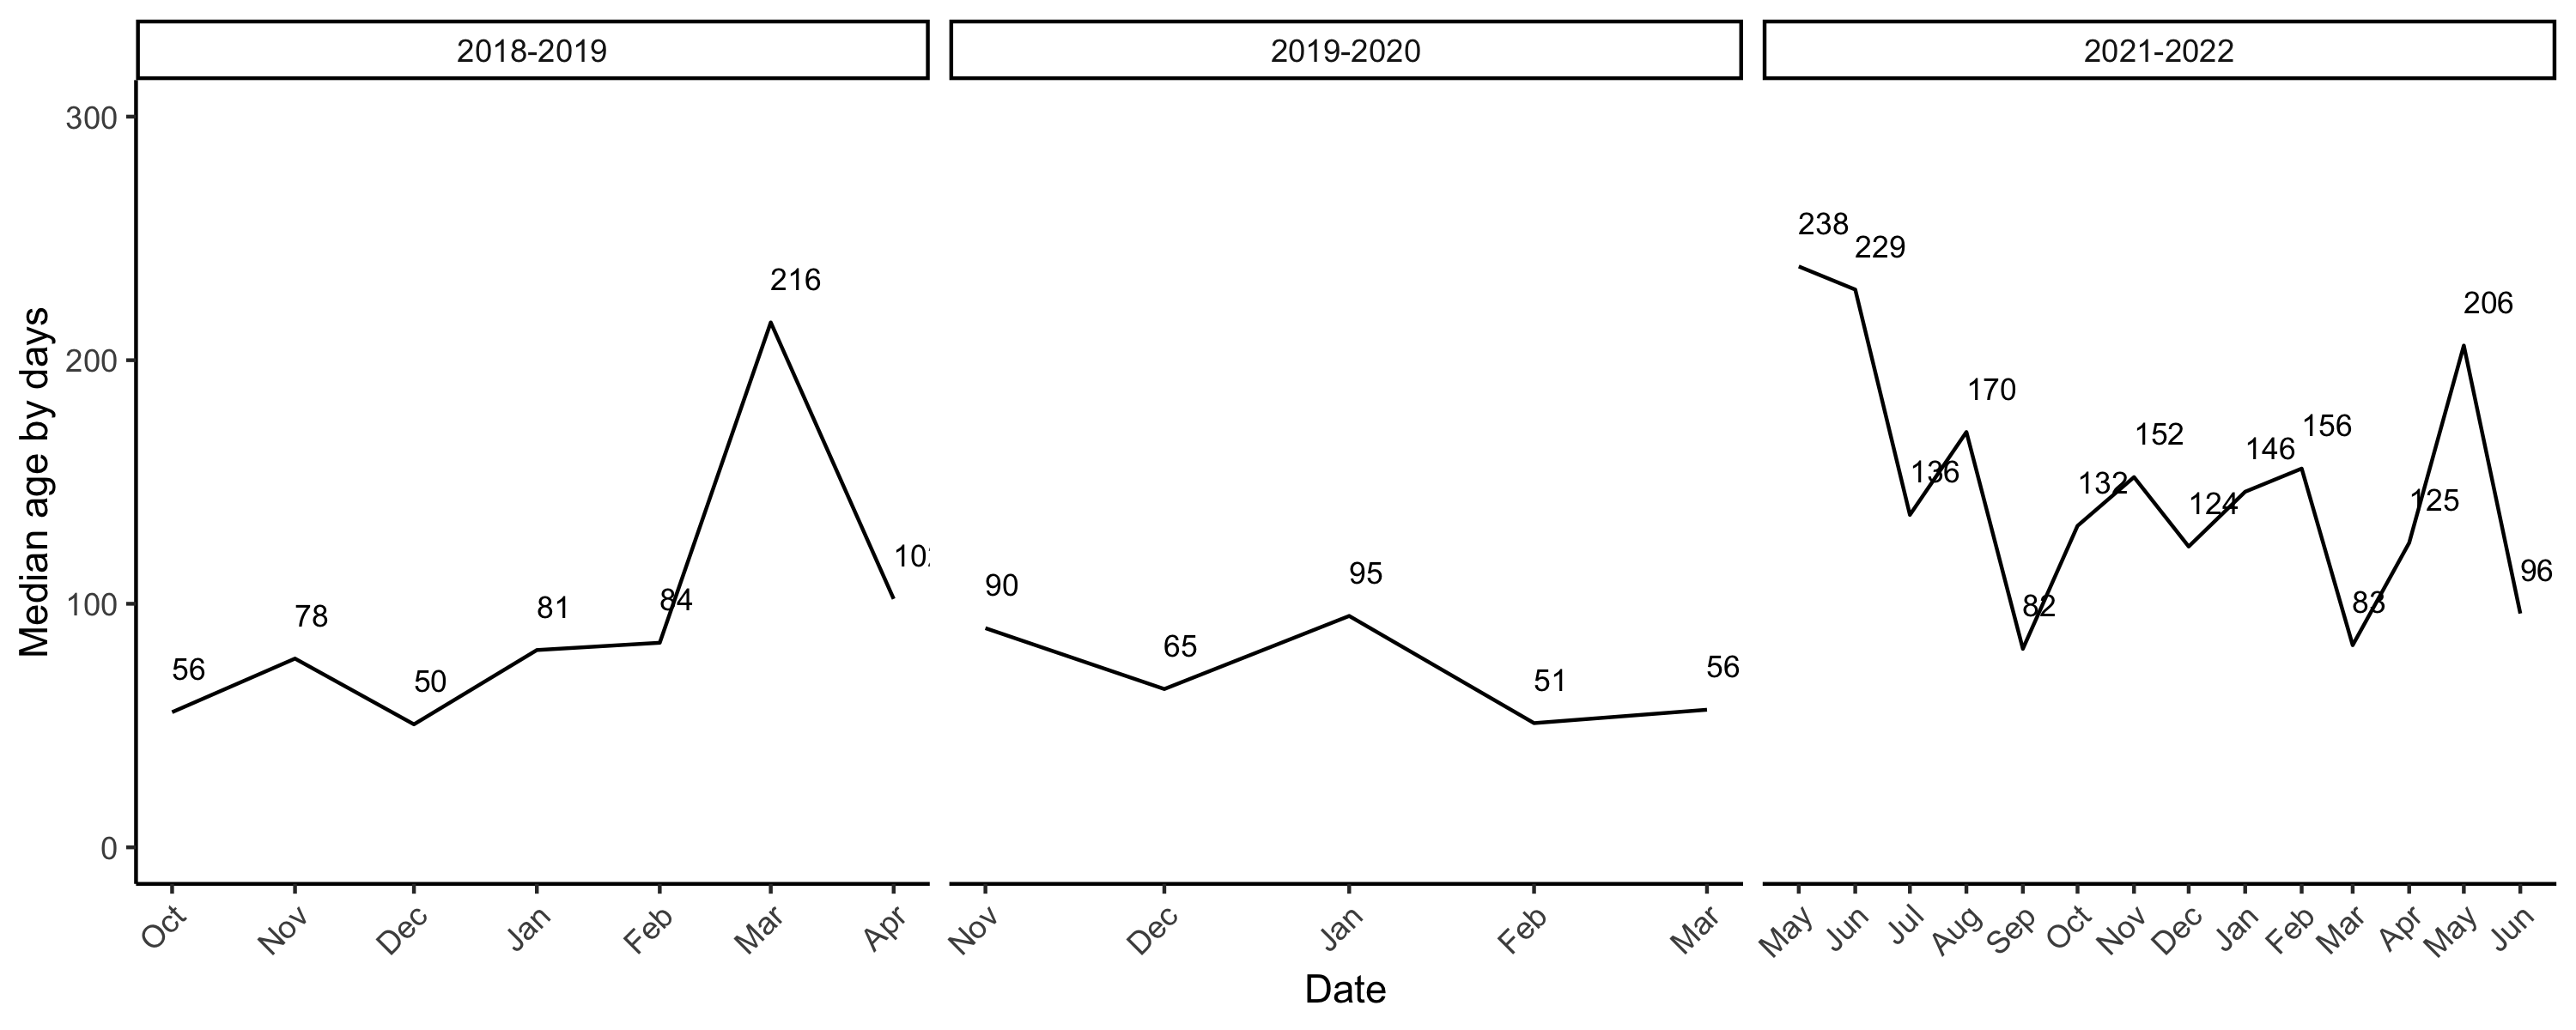 2018-2019
2019-2020
2021-2022
Median age by days
300
200
100
0
56
78
50
81
84
216
90
65
95
51
56
238
229
136
170
82
132
152
124
146
156
83
125
206
96
Oct
Nov
Dec
Jan
Feb
Mar
Apr
Nov
Dec
Jan
Feb
Mar
May
Jun
Jul
Aug
Sep
Oct
Nov
Dec
Jan
Feb
Mar
Apr
May
Jun
Date